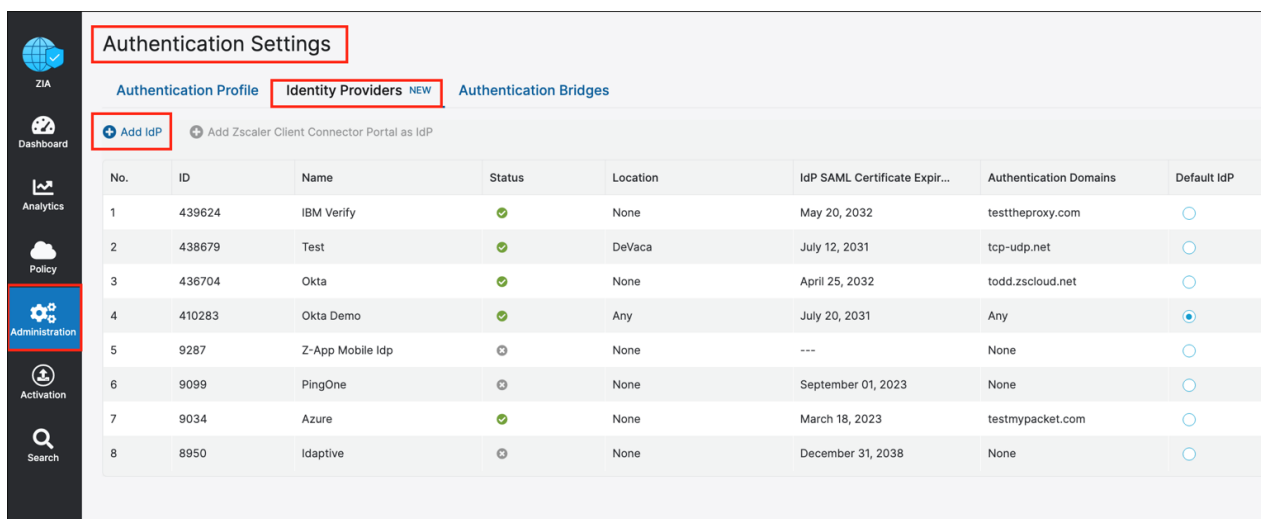 ZIA
Dashboard
Analytics
Policy
Administration
Activation
Search
Authentication Settings
Authentication Profile Identity Providers NEW Authentication Bridges
Add IdP Add Zscaler Client Connector Portal as IdP
No. ID Name Status Location IdP SAML Certificate Expir... Authentication Domains Default IdP
1 439624 IBM Verify None May 20, 2032 testtheproxy.com
2 438679 Test DeVaca July 12, 2031 tcp-udp.net
3 436704 Okta None April 25, 2032 todd.zscloud.net
4 410283 Okta Demo Any July 20, 2031 Any
5 9287 Z-App Mobile Idp None --- None
6 9099 PingOne None September 01, 2023 None
7 9034 Azure None March 18, 2023 testmypacket.com
8 8950 Idaptive None December 31, 2038 None